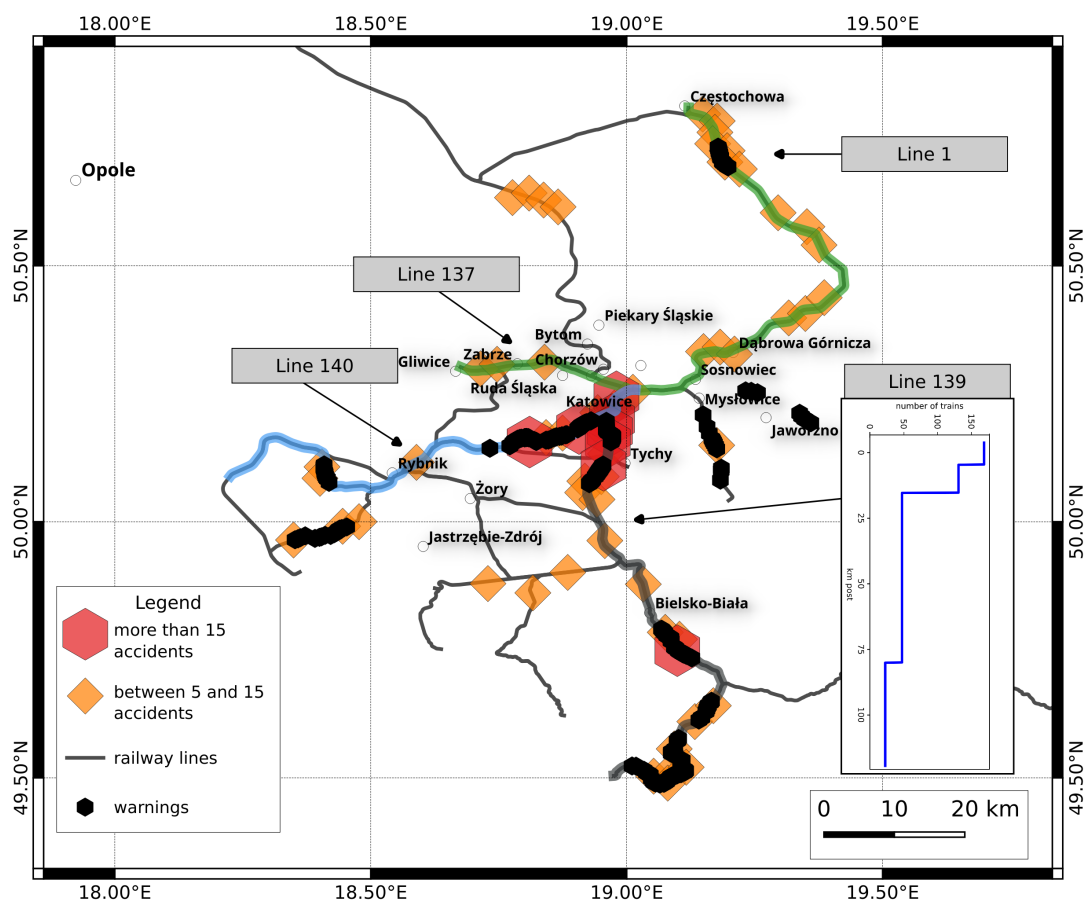 18.00°E 18.50°E 19.00°E 19.50°E
Częstochowa
Line 1
Opole
50.50°N 50.50°N
Line 137
Piekary Śląskie
Bytom
Dąbrowa Górnicza
Zabrze
Line 140
Gliwice
Chorzów
Sosnowiec
Line 139
Ruda Śląska
Katowice
Mysłowice
number of trains
0 50 100 150
Jaworzno
0
Tychy
Rybnik
Żory
25
50.00°N 50.00°N
Jastrzębie-Zdrój
km post
50
Bielsko-Biała
75
100
Legend
more than 15
accidents
between 5 and 15
accidents
railway lines
warnings
49.50°N 49.50°N
0 10 20 km
18.00°E 18.50°E 19.00°E 19.50°E